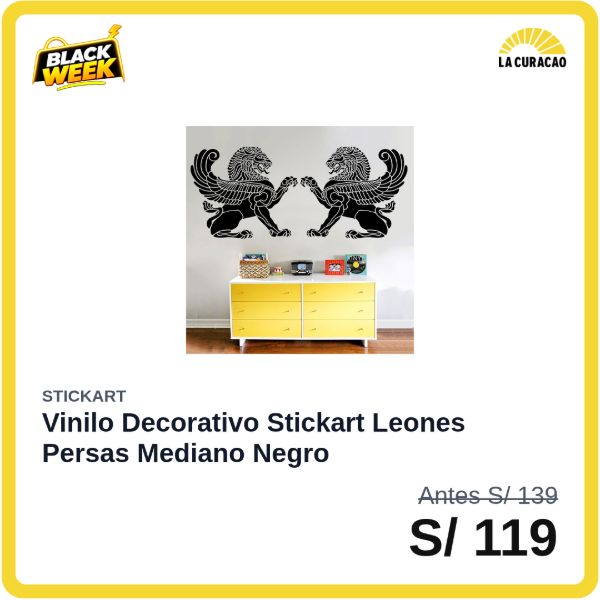 BLACK
WEEK
LA CURACAO
STICKART
Vinilo Decorativo Stickart Leones
Persas Mediano Negro
Antes S/ 139
S/ 119